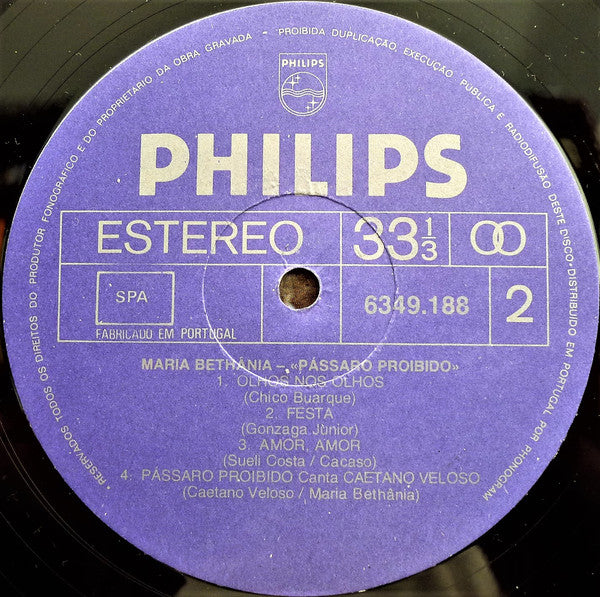 • RESERVADOS TODOS OS DIREITOS DO PRODUTOR FONOGRÁFICO E DO PROPRIETÁRIO DA OBRA GRAVADA - PROIBIDA DUPLICAÇÃO, EXECUÇÃO PÚBLICA E RADIODIFUSÃO DESTE DISCO • DISTRIBUIDO EM PORTUGAL POR PHONOGRAM
PHILIPS
PHILIPS
ESTEREO 33 1/3
SPA 6349.188 2
FABRICADO EM PORTUGAL
MARIA BETHÂNIA - «PÁSSARO PROIBIDO»
1. OLHOS NOS OLHOS
(Chico Buarque)
2. FESTA
(Gonzaga Júnior)
3. AMOR, AMOR
(Sueli Costa / Cacaso)
4. PÁSSARO PROIBIDO Canta CAETANO VELOSO
(Caetano Veloso / Maria Bethânia)